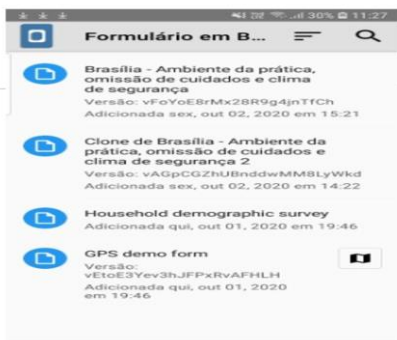 30% 11:27
Formulário em B...
Brasília - Ambiente da prática,
omissão de cuidados e clima
de segurança
Versão: vFoYoE8rMx28R9g4jnTfCh
Adicionada sex, out 02, 2020 em 15:21
Clone de Brasília - Ambiente da
prática, omissão de cuidados e
clima de segurança 2
Versão: vAGpCGZhUBnddwMM8LyWkd
Adicionada sex, out 02, 2020 em 14:22
Household demographic survey
Adicionada qui, out 01, 2020 em 19:46
GPS demo form
Versão:
vEtoE3Yev3hJFPxRvAFHLH
Adicionada qui, out 01, 2020
em 19:46